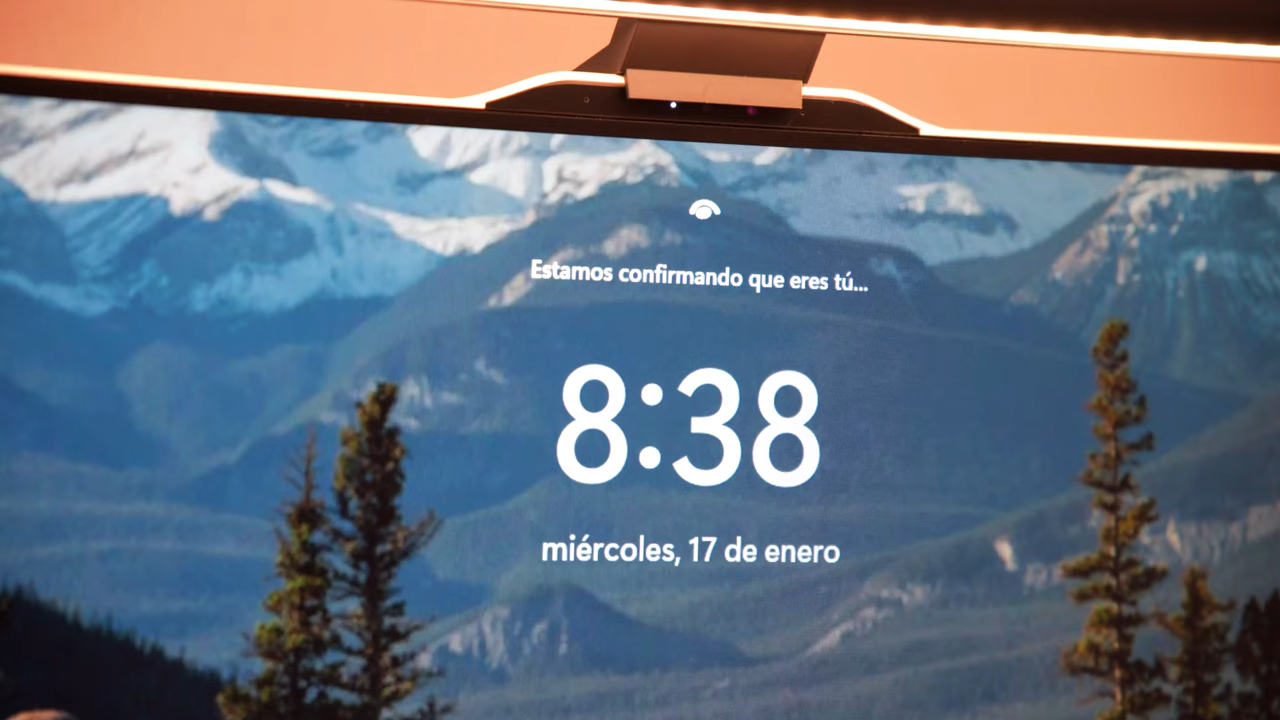 Estamos confirmando que eres tú...
8:38
miércoles, 17 de enero